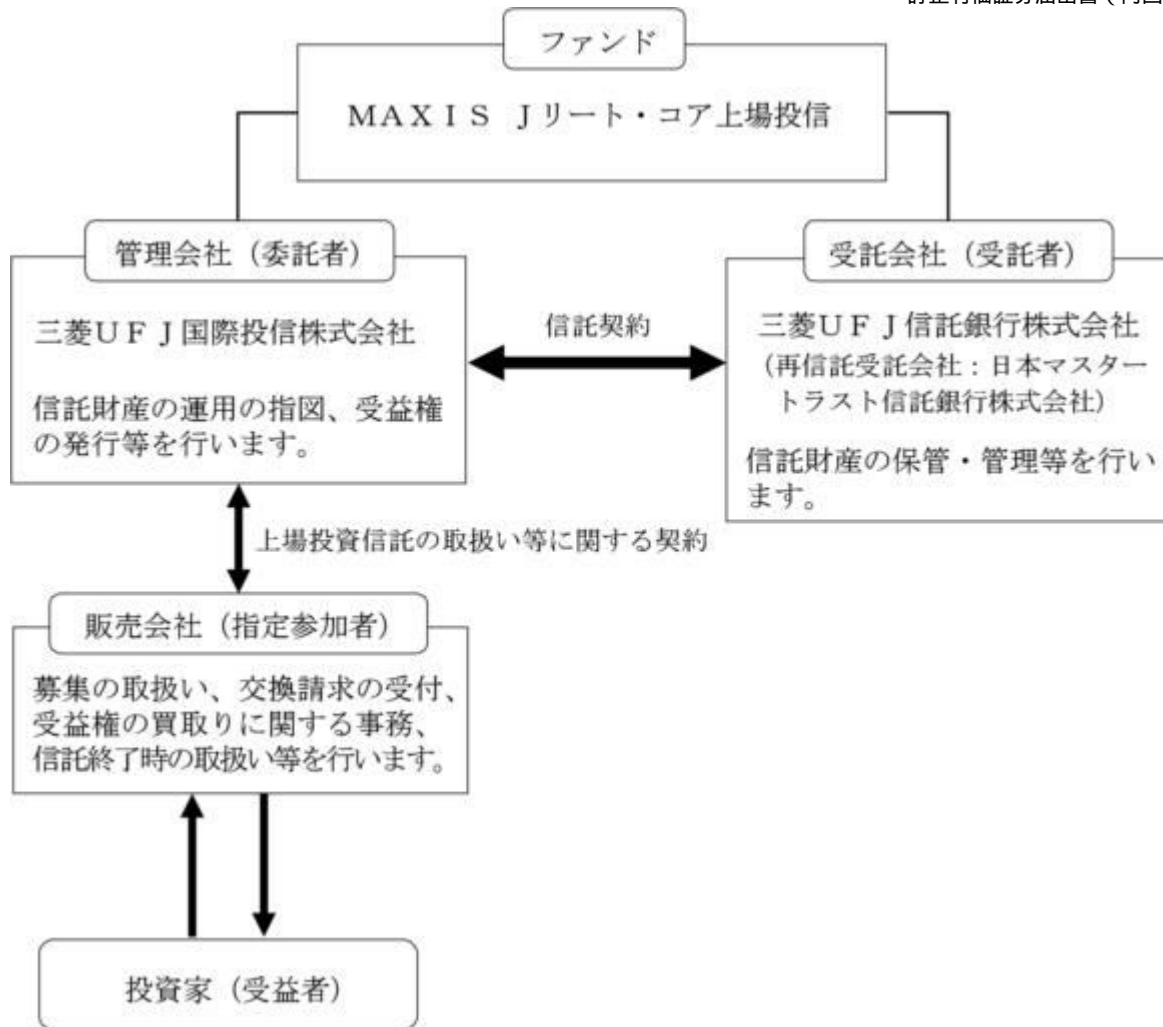 ファンド
ＭＡＸＩＳ Ｊリート・コア上場投信
管理会社（委託者）
三菱ＵＦＪ国際投信株式会社
信託財産の運用の指図、受益権
の発行等を行います。
信託契約
受託会社（受託者）
三菱ＵＦＪ信託銀行株式会社
（再信託受託会社：日本マスター
トラスト信託銀行株式会社）
信託財産の保管・管理等を行い
ます。
上場投資信託の取扱い等に関する契約
販売会社（指定参加者）
募集の取扱い、交換請求の受付、
受益権の買取りに関する事務、
信託終了時の取扱い等を行います。
投資家（受益者）